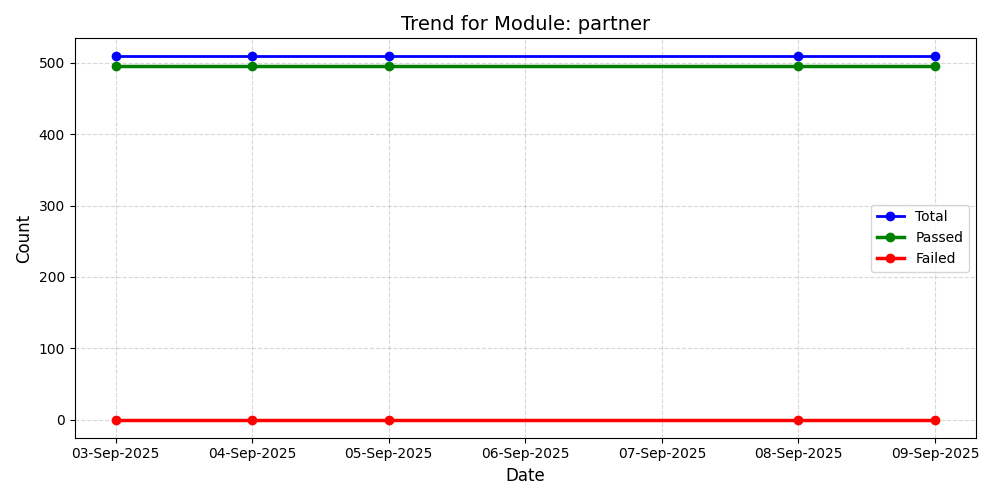 Trend for Module: partner
500
400
300
200
100
0
Count
Total
Passed
Failed
03-Sep-2025
04-Sep-2025
05-Sep-2025
06-Sep-2025
07-Sep-2025
08-Sep-2025
09-Sep-2025
Date